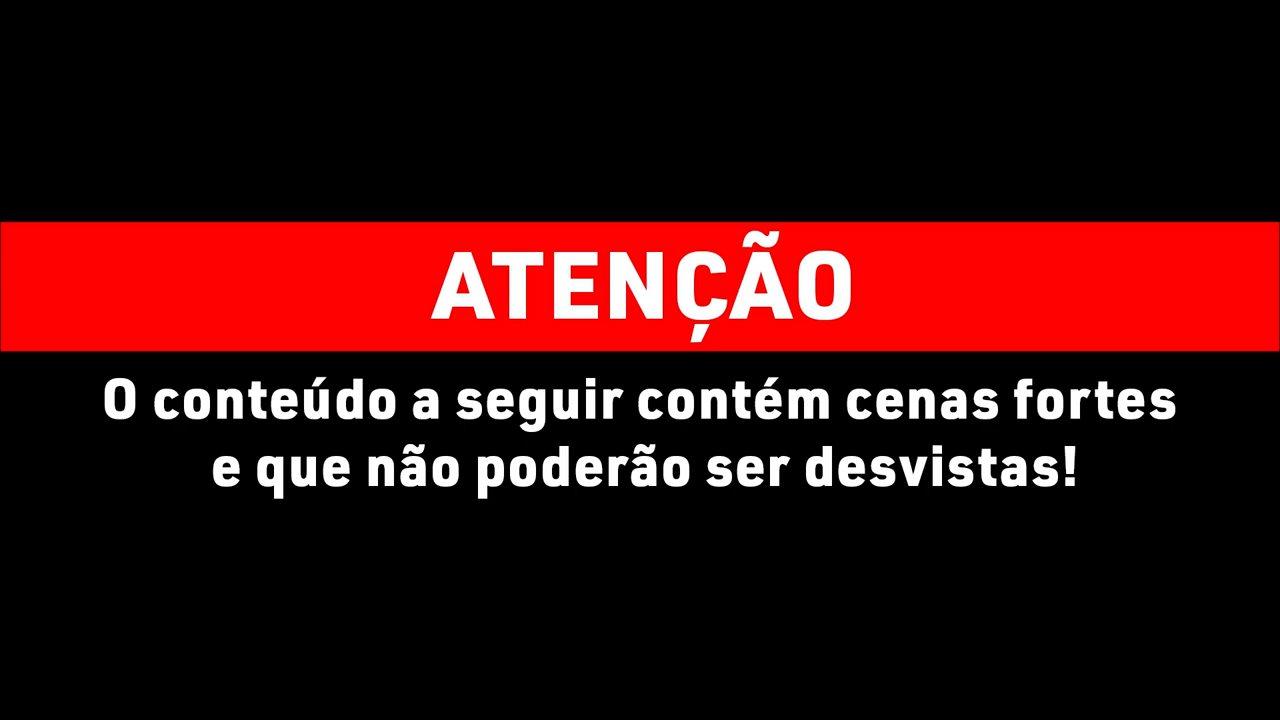 ATENÇÃO
O conteúdo a seguir contém cenas fortes
e que não poderão ser desvistas!